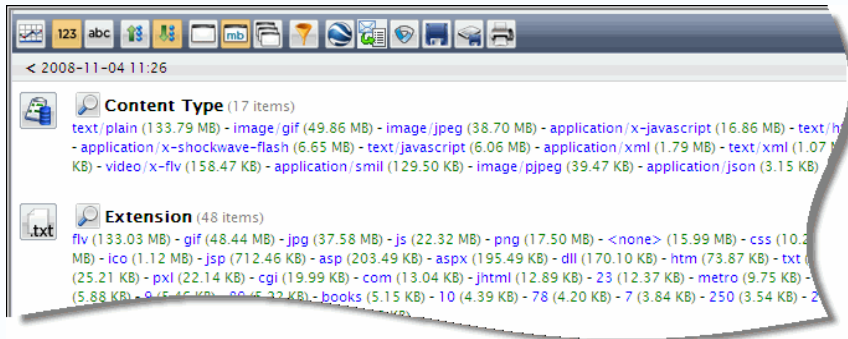 123 abc mb
< 2008-11-04 11:26
Content Type (17 items)
text/plain (133.79 MB) - image/gif (49.86 MB) - image/jpeg (38.70 MB) - application/x-javascript (16.86 MB) -
- application/x-shockwave-flash (6.65 MB) - text/javascript (6.06 MB) - application/xml (1.79 MB) - text/xml (1.07
KB) - video/x-flv (158.47 KB) - application/smil (129.50 KB) - image/pjpeg (39.47 KB) - application/json (3.15 KB)
.txt
Extension (48 items)
flv (133.03 MB) - gif (48.44 MB) - jpg (37.58 MB) - js (22.32 MB) - png (17.50 MB) - <none> (15.99 MB) - css
MB) - ico (1.12 MB) - jsp (712.46 KB) - asp (203.49 KB) - aspx (195.49 KB) - dll (170.10 KB) - htm (73.87 KB) - txt
(25.21 KB) - pxl (22.14 KB) - cgi (19.99 KB) - com (13.04 KB) - jhtml (12.89 KB) - 23 (12.37 KB) - metro (9.75 KB) -
(5.88 KB) - books (5.15 KB) - 10 (4.39 KB) - 78 (4.20 KB) - 7 (3.84 KB) - 250 (3.54 KB) -